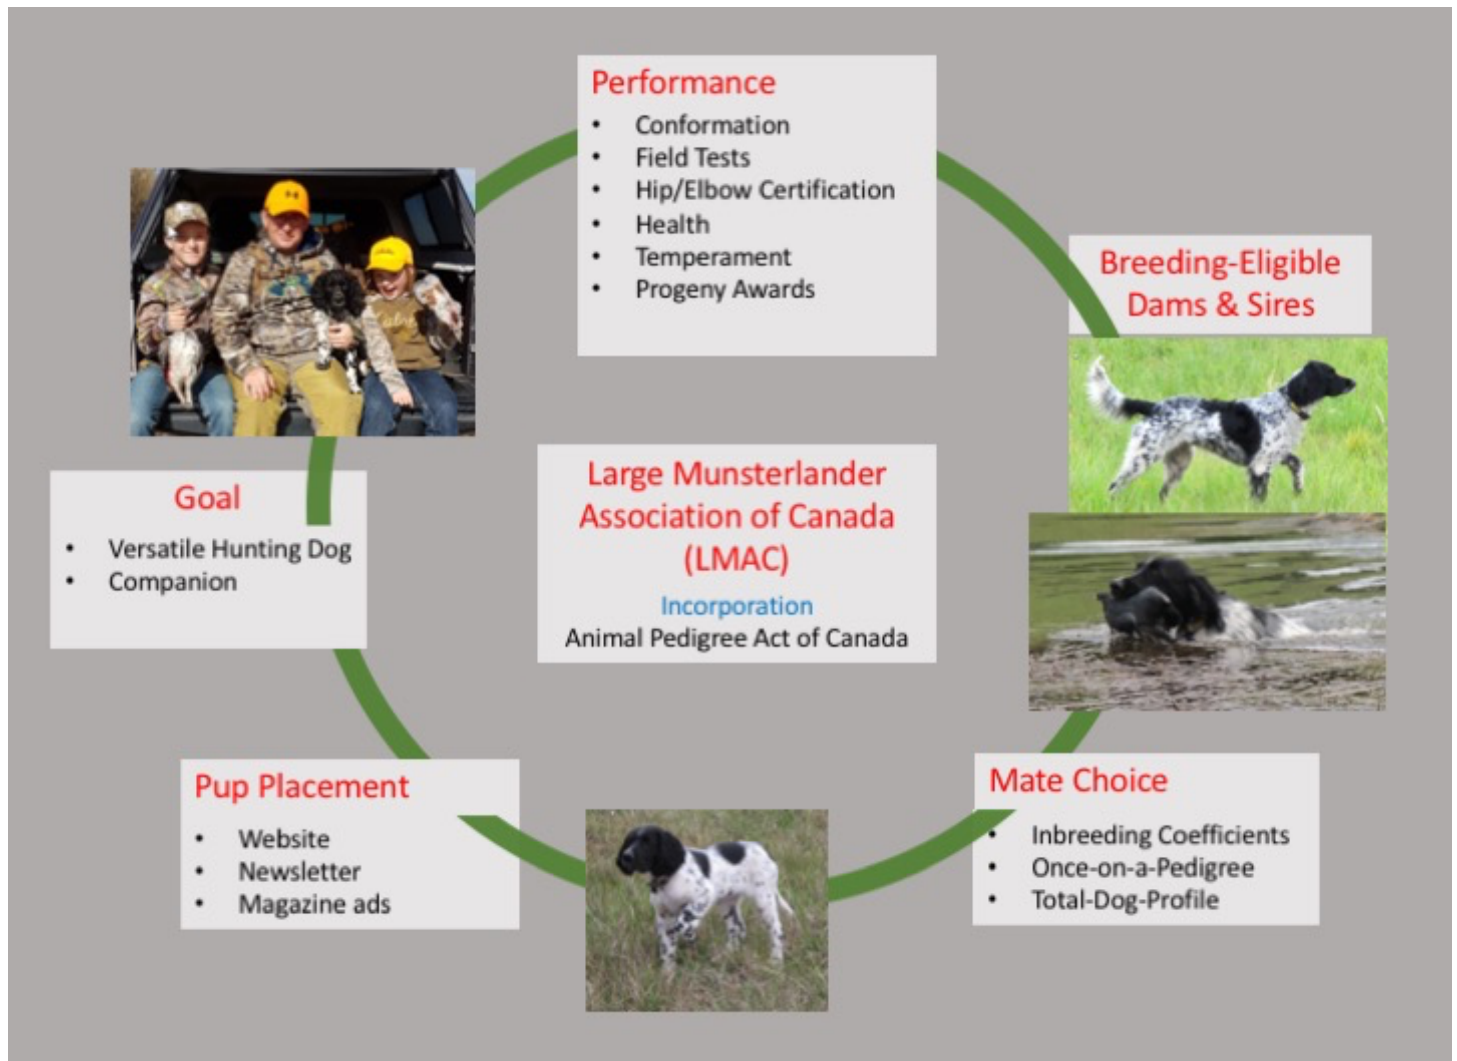 Performance
• Conformation
• Field Tests
• Hip/Elbow Certification
• Health
• Temperament
• Progeny Awards
Breeding-Eligible
Dams & Sires
Large Munsterlander
Association of Canada
(LMAC)
Incorporation
Animal Pedigree Act of Canada
Goal
• Versatile Hunting Dog
• Companion
Pup Placement
• Website
• Newsletter
• Magazine ads
Mate Choice
• Inbreeding Coefficients
• Once-on-a-Pedigree
• Total-Dog-Profile